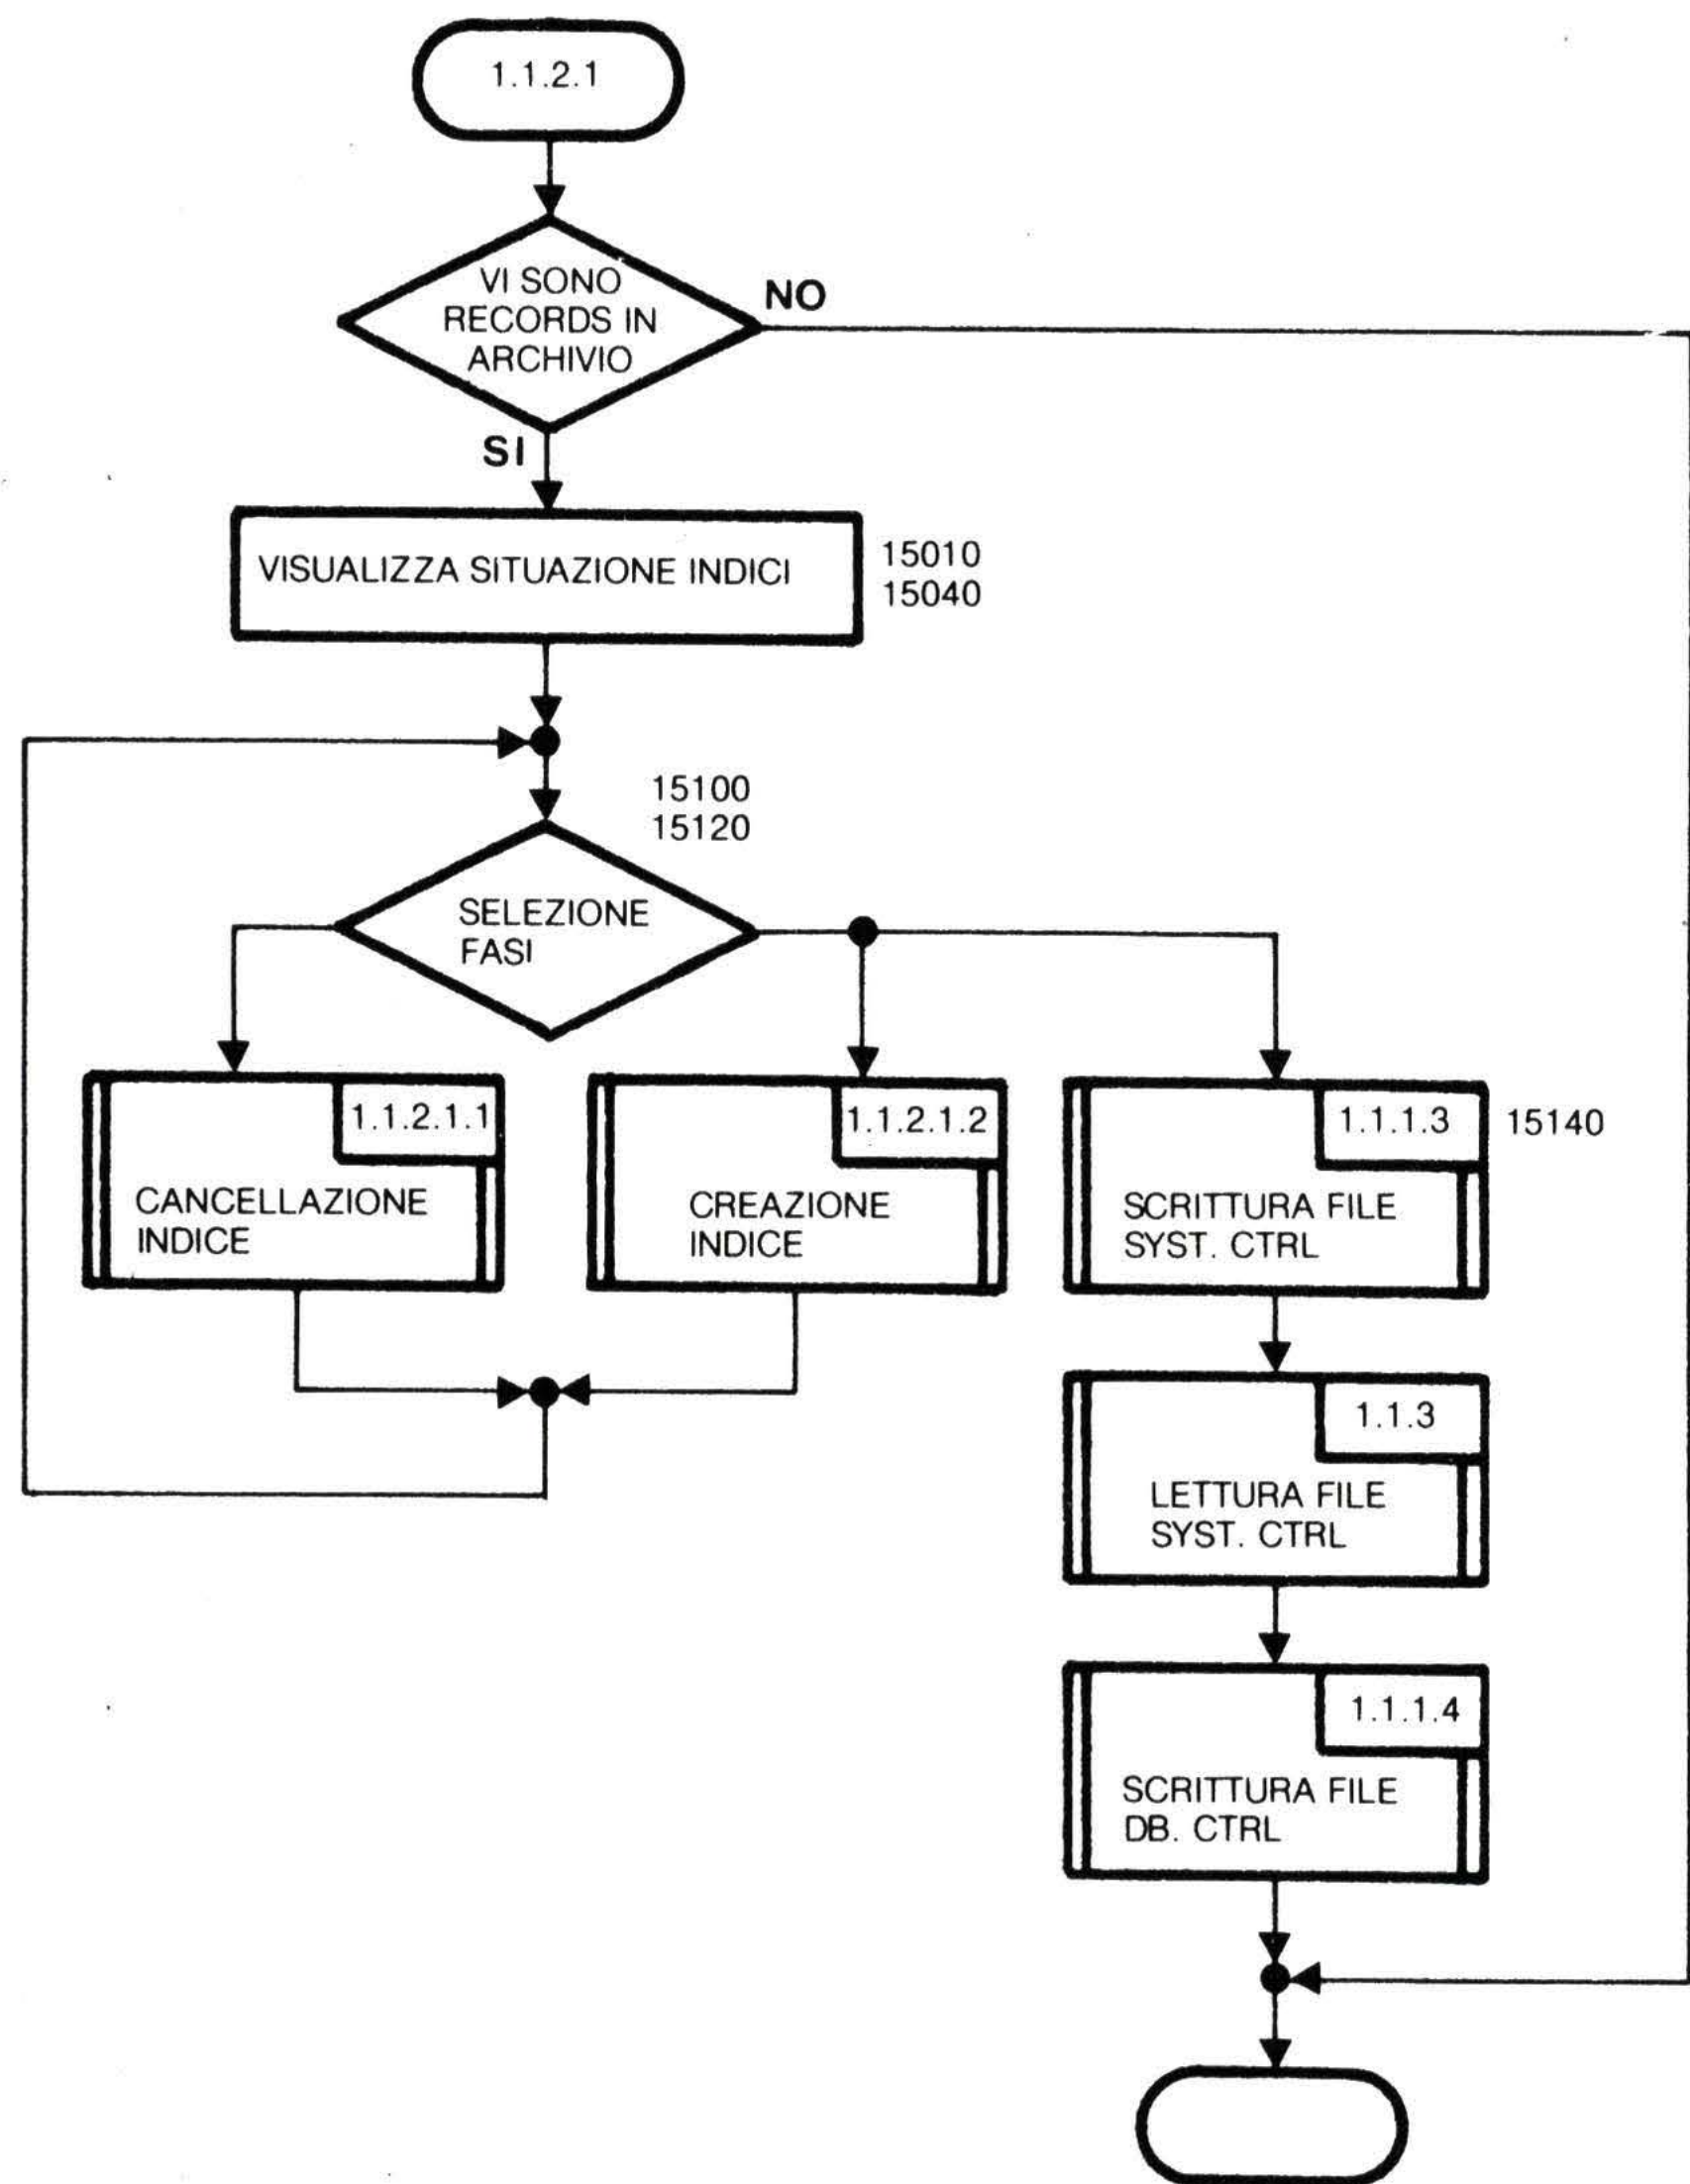 1.1.2.1
VI SONO
RECORDS IN
ARCHIVIO
NO
SI
VISUALIZZA SITUAZIONE INDICI
15010
15040
15100
15120
SELEZIONE
FASI
1.1.2.1.1
CANCELLAZIONE
INDICE
1.1.2.1.2
CREAZIONE
INDICE
1.1.1.3
15140
SCRITTURA FILE
SYST. CTRL
1.1.3
LETTURA FILE
SYST. CTRL
1.1.1.4
SCRITTURA FILE
DB. CTRL